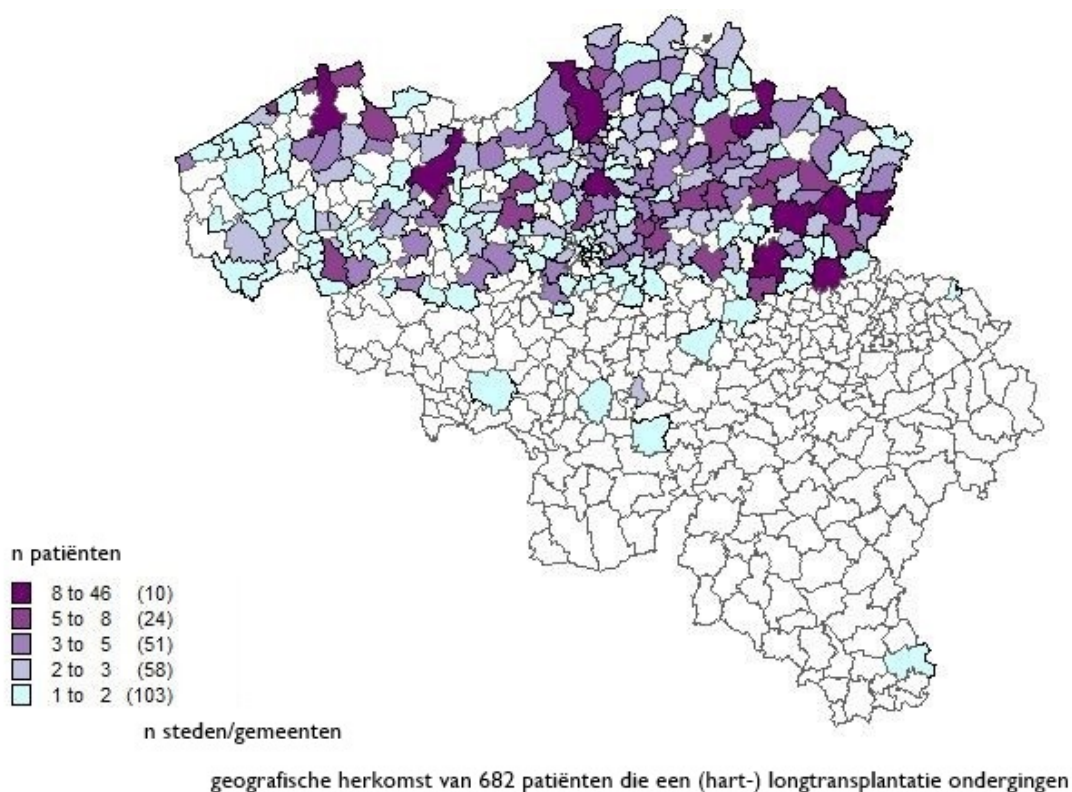 n patiënten
8 to 46 (10)
5 to 8 (24)
3 to 5 (51)
2 to 3 (58)
1 to 2 (103)
n steden/gemeenten
geografische herkomst van 682 patiënten die een (hart-) longtransplantatie ondergingen